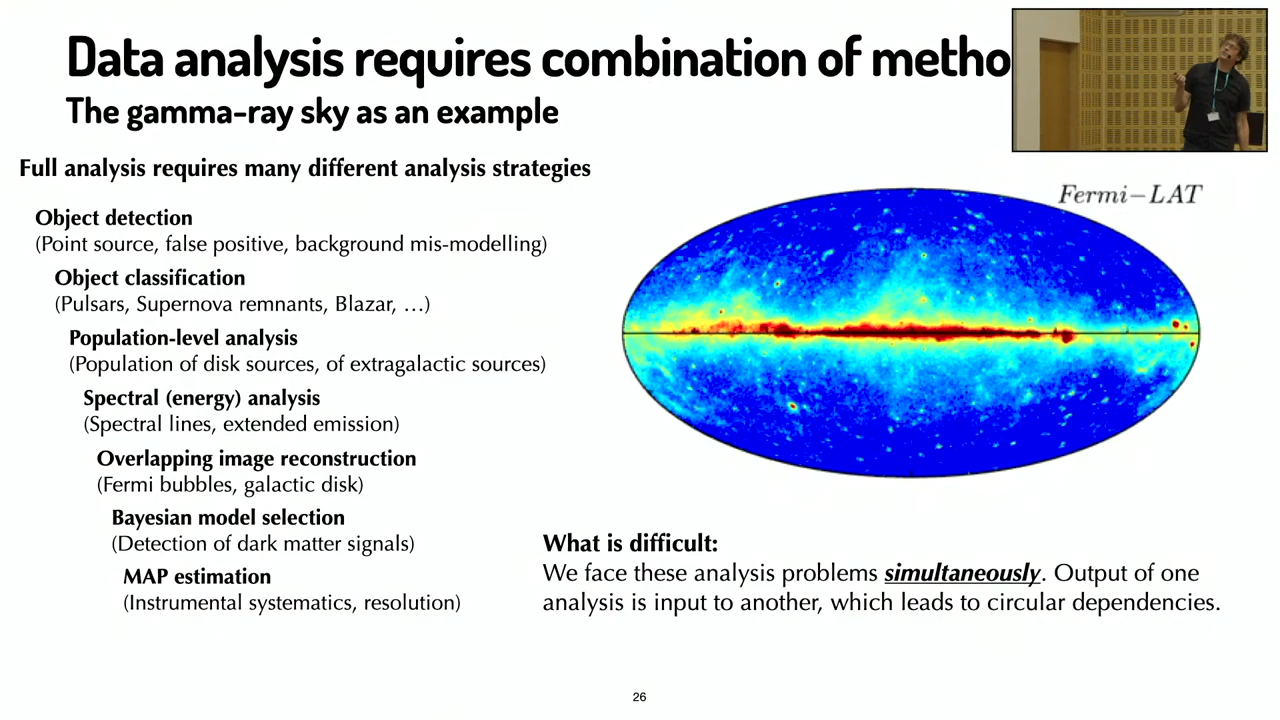 Data analysis requires combination of metho
The gamma-ray sky as an example
Full analysis requires many different analysis strategies
Object detection
(Point source, false positive, background mis-modelling)
Object classification
(Pulsars, Supernova remnants, Blazar, …)
Population-level analysis
(Population of disk sources, of extragalactic sources)
Spectral (energy) analysis
(Spectral lines, extended emission)
Overlapping image reconstruction
(Fermi bubbles, galactic disk)
Bayesian model selection
(Detection of dark matter signals)
MAP estimation
(Instrumental systematics, resolution)
Fermi−LAT
What is difficult:
We face these analysis problems simultaneously. Output of one
analysis is input to another, which leads to circular dependencies.
26